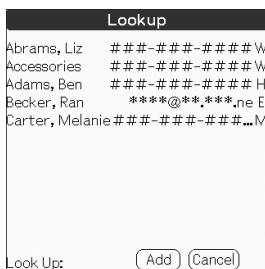 Lookup
Abrams, Liz ###-###-#### W
Accessories ###-###-#### W
Adams, Ben ###-###-#### H
Becker, Ran ****@**.***.ne E
Carter, Melanie ###-###-###...M
Look Up: Add Cancel